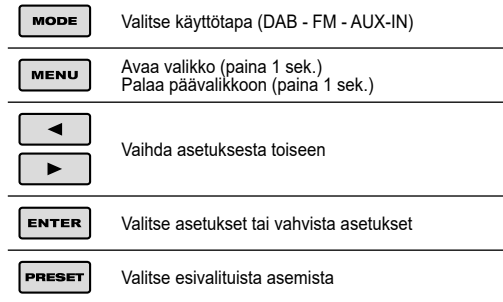 MODE Valitse käyttötapa (DAB - FM - AUX-IN)
MENU Avaa valikko (paina 1 sek.)
Palaa päävalikkoon (paina 1 sek.)
Vaihda asetuksesta toiseen
ENTER Valitse asetukset tai vahvista asetukset
PRESET Valitse esivalituista asemista